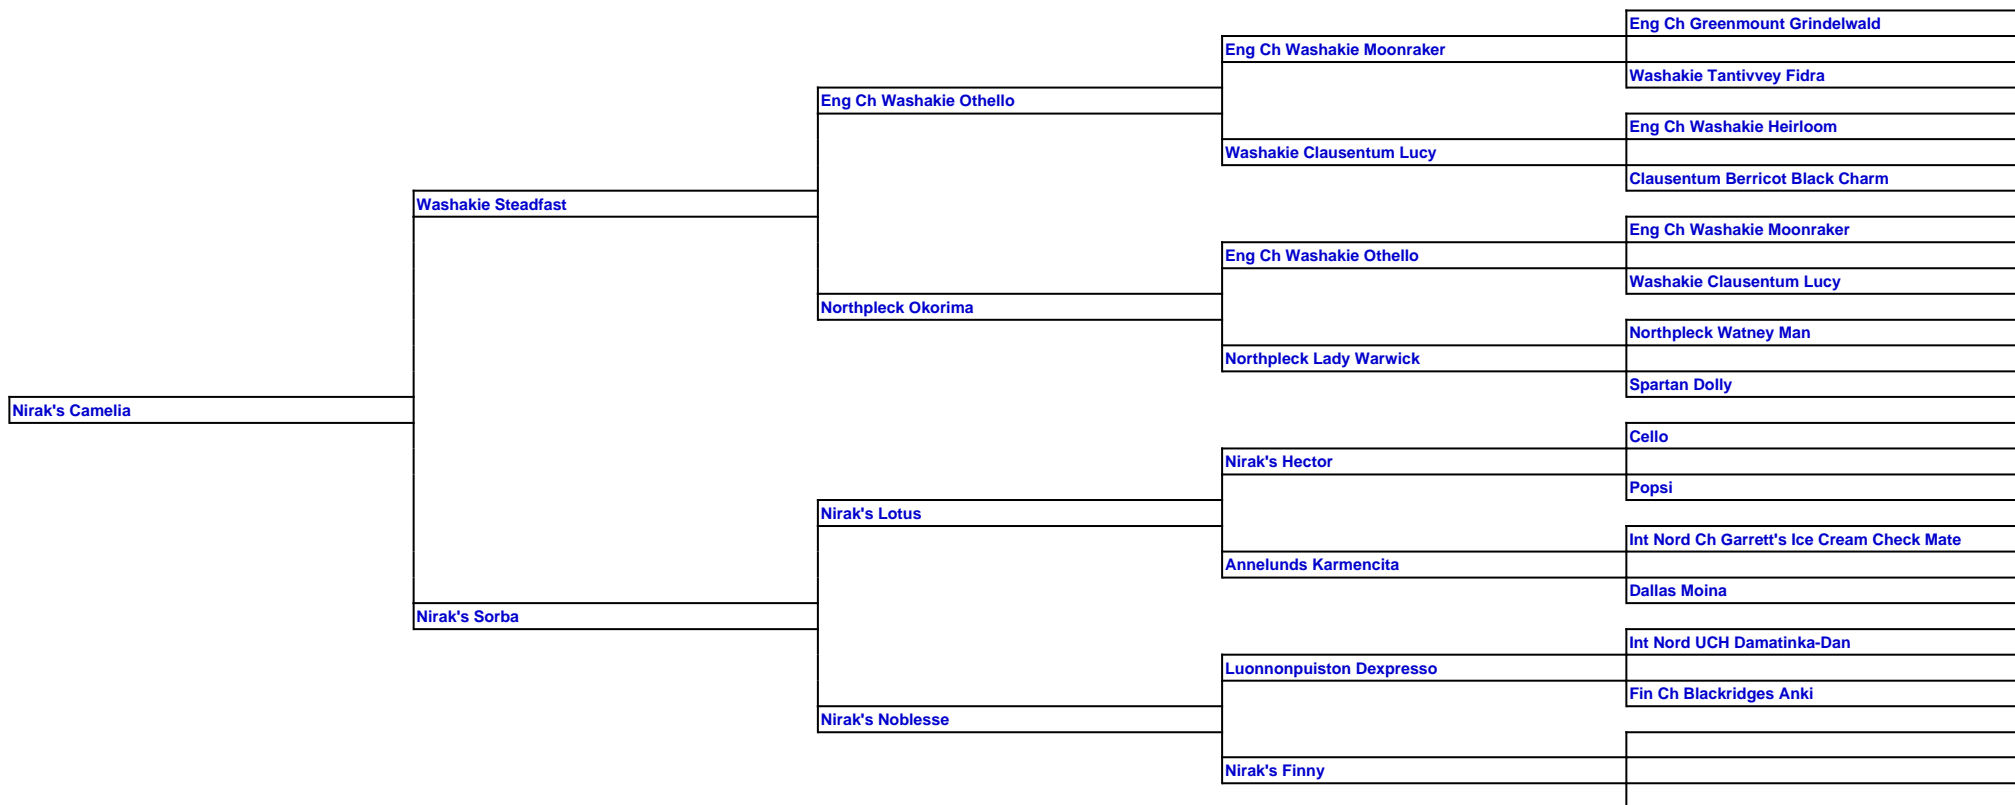 Eng Ch Greenmount Grindelwald
Eng Ch Washakie Moonraker
Washakie Tantivvey Fidra
Eng Ch Washakie Othello
Eng Ch Washakie Heirloom
Washakie Clausentum Lucy
Clausentum Berricot Black Charm
Washakie Steadfast
Eng Ch Washakie Moonraker
Eng Ch Washakie Othello
Washakie Clausentum Lucy
Northpleck Okorima
Northpleck Watney Man
Northpleck Lady Warwick
Spartan Dolly
Nirak's Camelia
Cello
Nirak's Hector
Popsi
Nirak's Lotus
Int Nord Ch Garrett's Ice Cream Check Mate
Annelunds Karmencita
Dallas Moina
Nirak's Sorba
Int Nord UCH Damatinka-Dan
Luonnonpuiston Dexpresso
Fin Ch Blackridges Anki
Nirak's Noblesse
Nirak's Finny